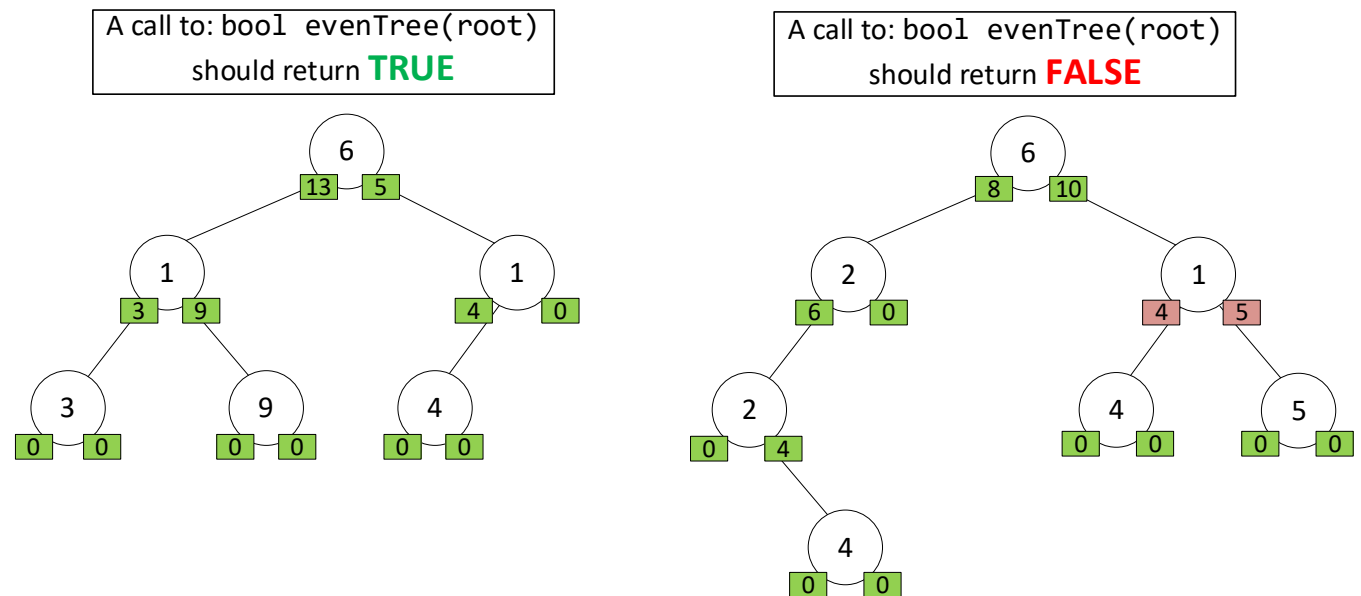 A call to: bool evenTree(root)
should return TRUE
6
13 5
1 1
3 9 4 0
3 9 4
0 0 0 0 0 0
A call to: bool evenTree(root)
should return FALSE
6
8 10
2 1
6 0 4 5
2 4 5
0 4 0 0 0 0
4
0 0